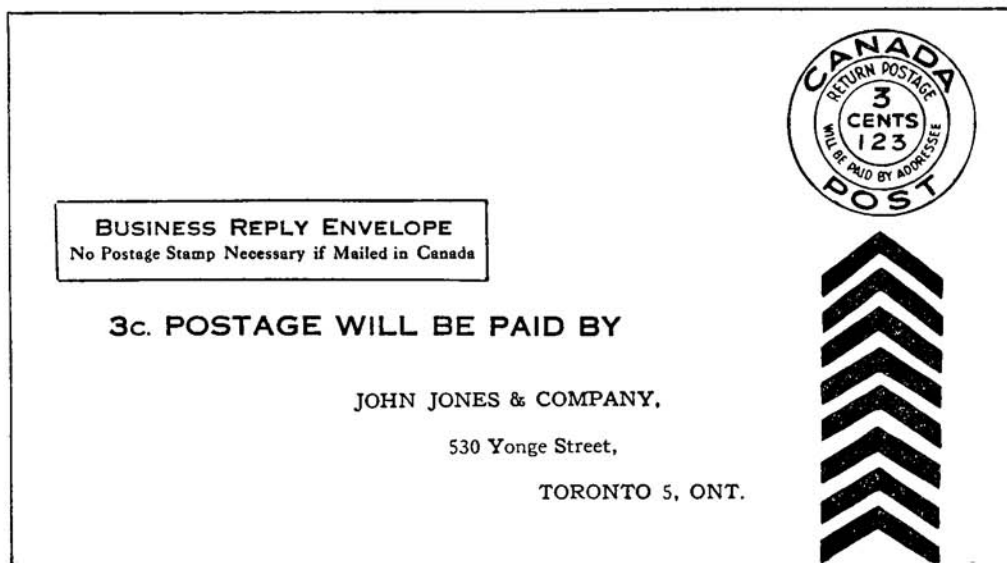 CANADA
RETURN POSTAGE
3
CENTS
123
WILL BE PAID BY ADDRESSEE
POST
BUSINESS REPLY ENVELOPE
No Postage Stamp Necessary if Mailed in Canada
3c. POSTAGE WILL BE PAID BY
JOHN JONES & COMPANY,
530 Yonge Street,
TORONTO 5, ONT.